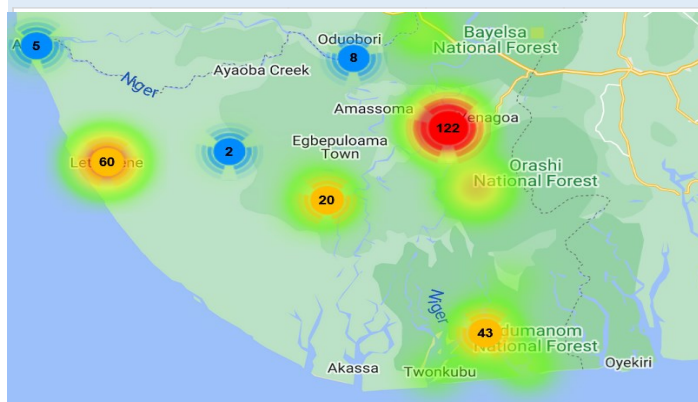 5
Oduobori
8
Bayelsa
National Forest
Niger
Ayaoba Creek
Amassoma
122
Yenagoa
Egbepuloama
Town
2
60
Orashi
National Forest
20
Niger
43
National Forest
Akassa
Twonkubu
Oyekiri